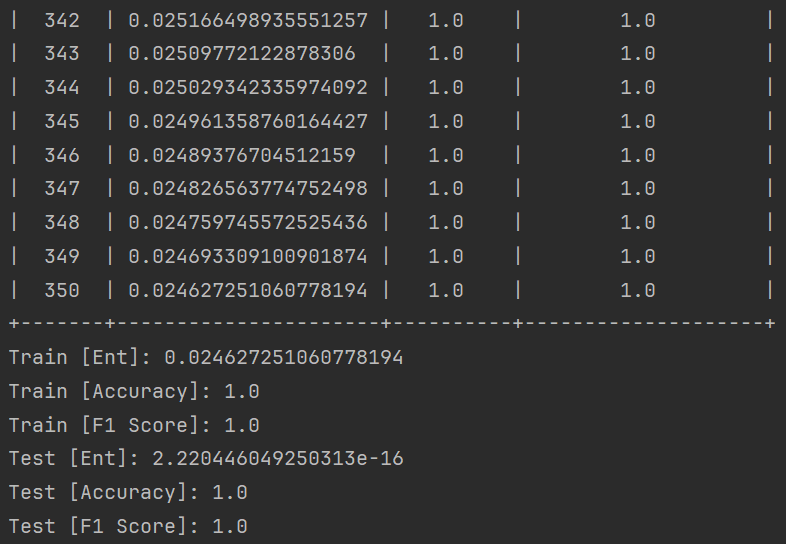 |  342  | 0.025166498935551257 |   1.0    |        1.0         |
|  343  | 0.02509772122878306  |   1.0    |        1.0         |
|  344  | 0.025029342335974092 |   1.0    |        1.0         |
|  345  | 0.024961358760164427 |   1.0    |        1.0         |
|  346  | 0.02489376704512159  |   1.0    |        1.0         |
|  347  | 0.024826563774752498 |   1.0    |        1.0         |
|  348  | 0.024759745572525436 |   1.0    |        1.0         |
|  349  | 0.024693309100901874 |   1.0    |        1.0         |
|  350  | 0.024627251060778194 |   1.0    |        1.0         |
+-------+----------------------+----------+--------------------+
Train [Ent]: 0.024627251060778194
Train [Accuracy]: 1.0
Train [F1 Score]: 1.0
Test [Ent]: 2.220446049250313e-16
Test [Accuracy]: 1.0
Test [F1 Score]: 1.0